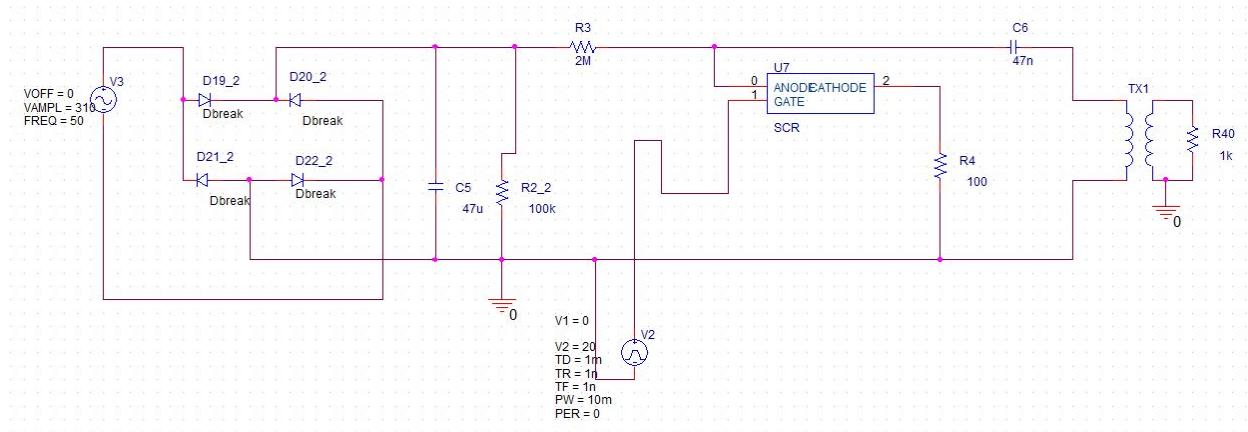 V3
VOFF = 0
VAMPL = 310
FREQ = 50
D19_2
Dbreak
D20_2
Dbreak
D21_2
Dbreak
D22_2
Dbreak
C5
47u
R2_2
100k
0
R3
2M
U7
0
ANODE
CATHODE
2
1
GATE
SCR
V1 = 0
V2
V2 = 20
TD = 1m
TR = 1n
TF = 1n
PW = 10m
PER = 0
R4
100
C6
47n
TX1
R40
1k
0